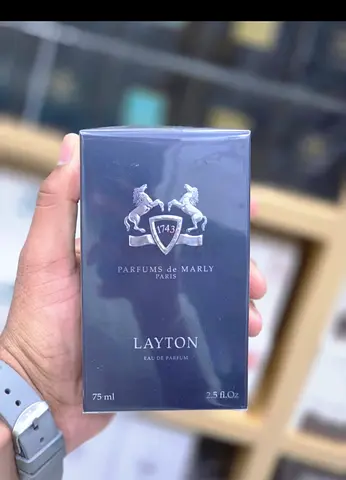 1743
PARFUMS de MARLY
PARIS
LAYTON
EAU DE PARFUM
75 ml 2.5 fl.Oz